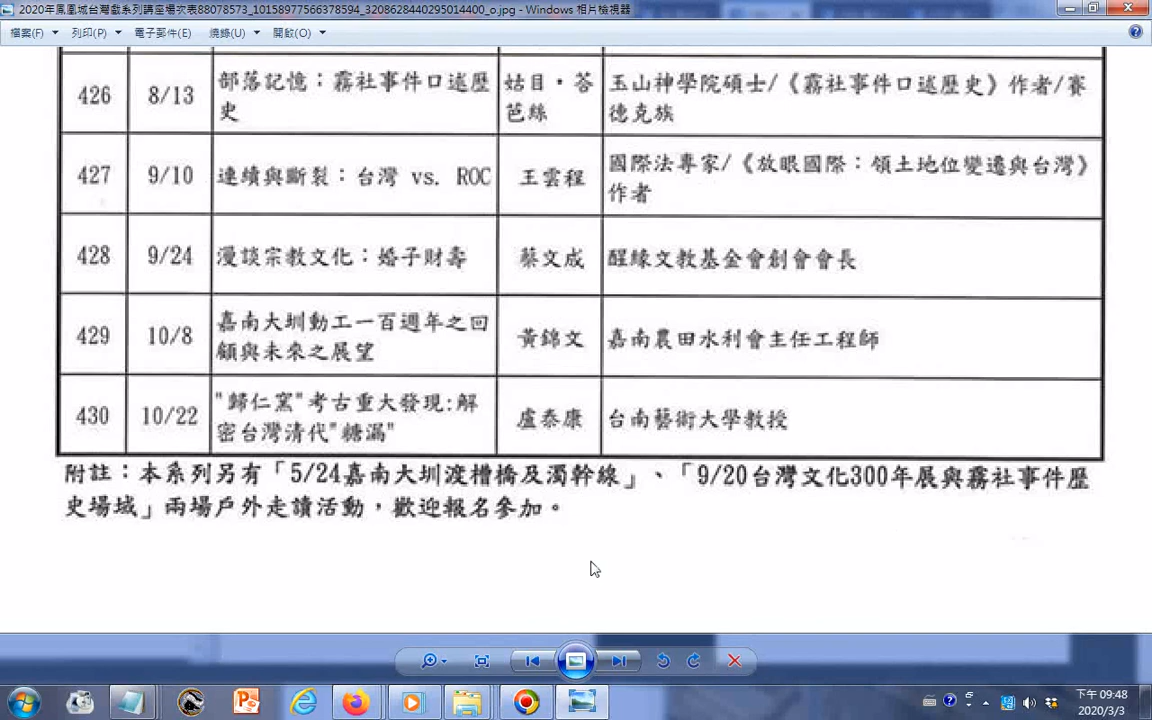 2020年鳳凰城台灣戲系列講座場次表88078573_10158977566378594_3208628440295014400_o.jpg - Windows 相片檢視器
檔案(F) 列印(P) 電子郵件(E) 燒錄(U) 開啟(O)
426 8/13 部落記憶：霧社事件口述歷史 姑目・荅芭絲 玉山神學院碩士/《霧社事件口述歷史》作者/賽德克族
427 9/10 連續與斷裂：台灣 vs. ROC 王雲程 國際法專家/《放眼國際：領土地位變遷與台灣》作者
428 9/24 漫談宗教文化：婚子財壽 蔡文成 醒緣文教基金會創會會長
429 10/8 嘉南大圳動工一百週年之回顧與未來之展望 黃錦文 嘉南農田水利會主任工程師
430 10/22 "歸仁窯"考古重大發現:解密台灣清代"糖漏" 盧泰康 台南藝術大學教授
附註：本系列另有「5/24嘉南大圳渡槽橋及濁幹線」、「9/20台灣文化300年展與霧社事件歷
史場域」兩場戶外走讀活動，歡迎報名參加。
下午 09:48
2020/3/3